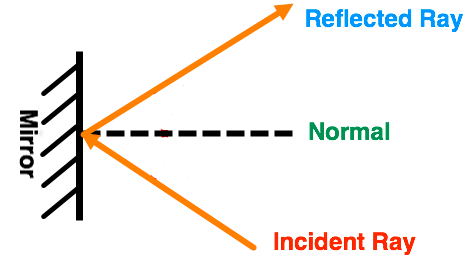 Reflected Ray
Mirror
Normal
Incident Ray